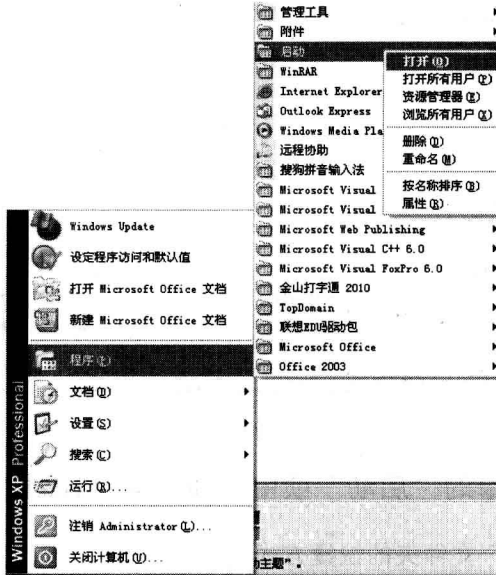 管理工具
附件
启动
WinRAR
Internet Explorer
Outlook Express
Windows Media Pla
远程协助
搜狗拼音输入法
Microsoft Visual
Microsoft Visual
Microsoft Web Publishing
Microsoft Visual C++ 6.0
Microsoft Visual FoxPro 6.0
金山打字通 2010
TopDomain
联想EDU驱动包
Microsoft Office
Office 2003
打开(O)
打开所有用户(P)
资源管理器(E)
浏览所有用户(X)
删除(D)
重命名(M)
按名称排序(B)
属性(R)
Windows Update
设定程序访问和默认值
打开 Microsoft Office 文档
新建 Microsoft Office 文档
程序(P)
文档(D)
设置(S)
搜索(C)
运行(R)...
注销 Administrator(L)...
关闭计算机(U)...
Windows XP Professional
主题”.